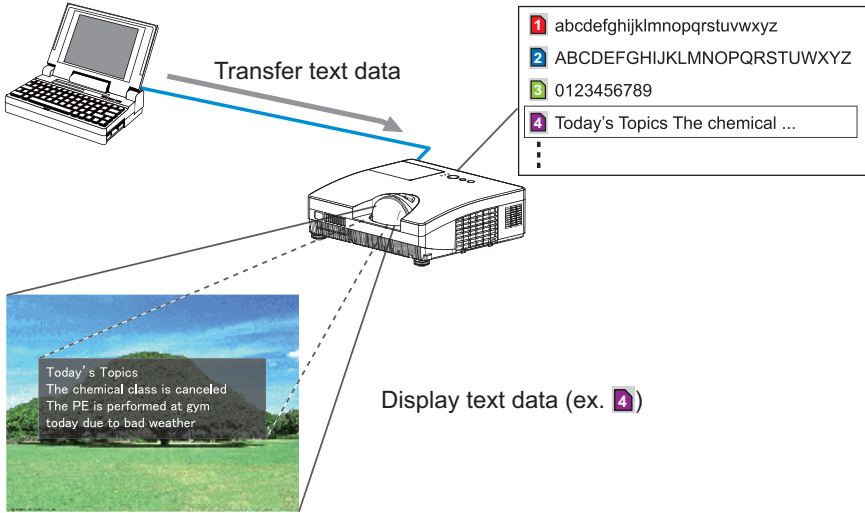 Transfer text data
1 abcdefghijklmnopqrstuvwxyz
2 ABCDEFGHIJKLMNOPQRSTUWXYZ
3 0123456789
4 Today's Topics The chemical ...
Today's Topics
The chemical class is canceled
The PE is performed at gym
today due to bad weather
Display text data (ex. 4)